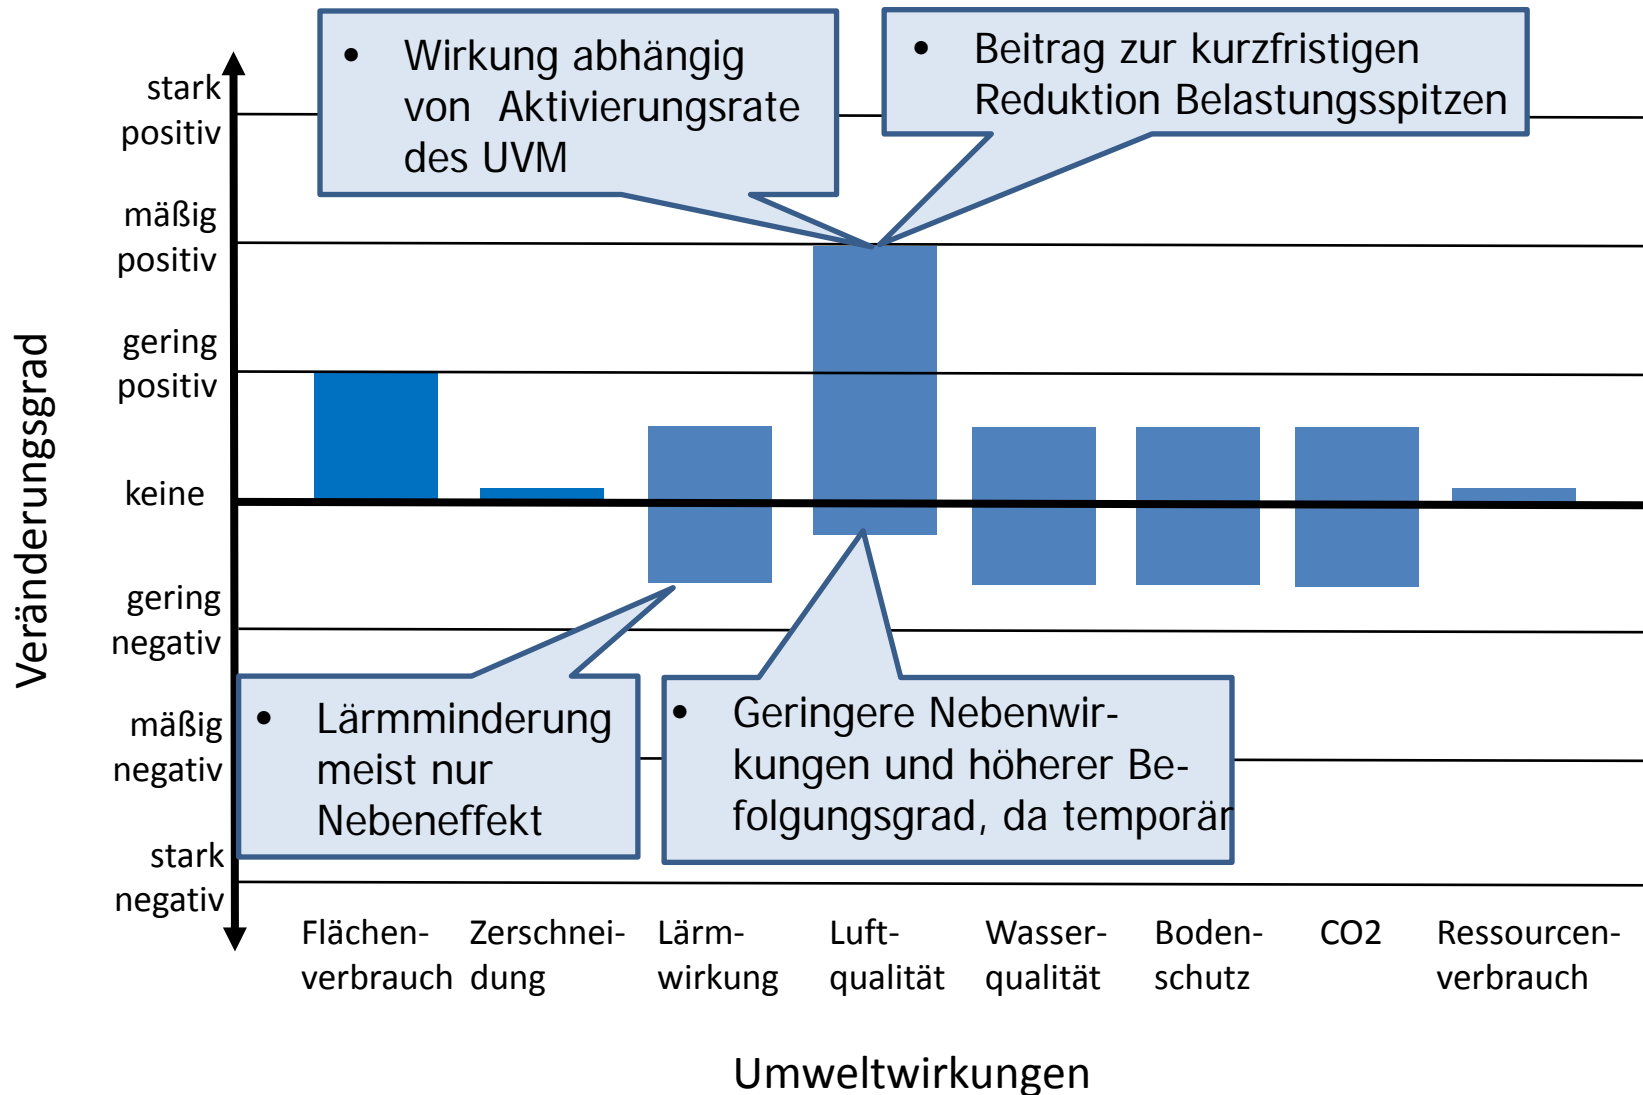 • Wirkung abhängig
von Aktivierungsrate
des UVM
• Beitrag zur kurzfristigen
Reduktion Belastungsspitzen
stark
positiv
mäßig
positiv
gering
positiv
keine
gering
negativ
mäßig
negativ
stark
negativ
Veränderungsgrad
• Lärmminderung
meist nur
Nebeneffekt
• Geringere Nebenwir-
kungen und höherer Be-
folgungsgrad, da temporär
Flächen-
verbrauch
Zerschnei-
dung
Lärm-
wirkung
Luft-
qualität
Wasser-
qualität
Boden-
schutz
CO2
Ressourcen-
verbrauch
Umweltwirkungen